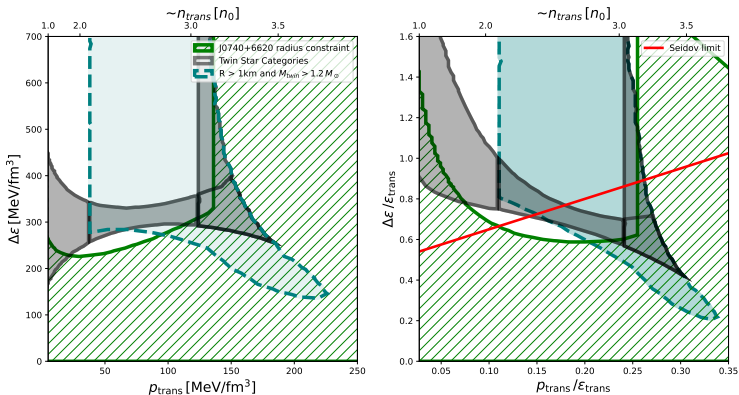 ~n_trans [n_0]
1.0 2.0 3.0 3.5
700
600
500
400
300
200
100
0
Δε [MeV/fm³]
J0740+6620 radius constraint
Twin Star Categories
R > 1km and M_twin > 1.2 M_⊙
50 100 150 200 250
p_trans [MeV/fm³]
~n_trans [n_0]
1.0 2.1 3.1 3.5
1.6
1.4
1.2
1.0
0.8
0.6
0.4
0.2
0.0
Δε/ε_trans
Seidov limit
0.05 0.10 0.15 0.20 0.25 0.30 0.35
p_trans/ε_trans